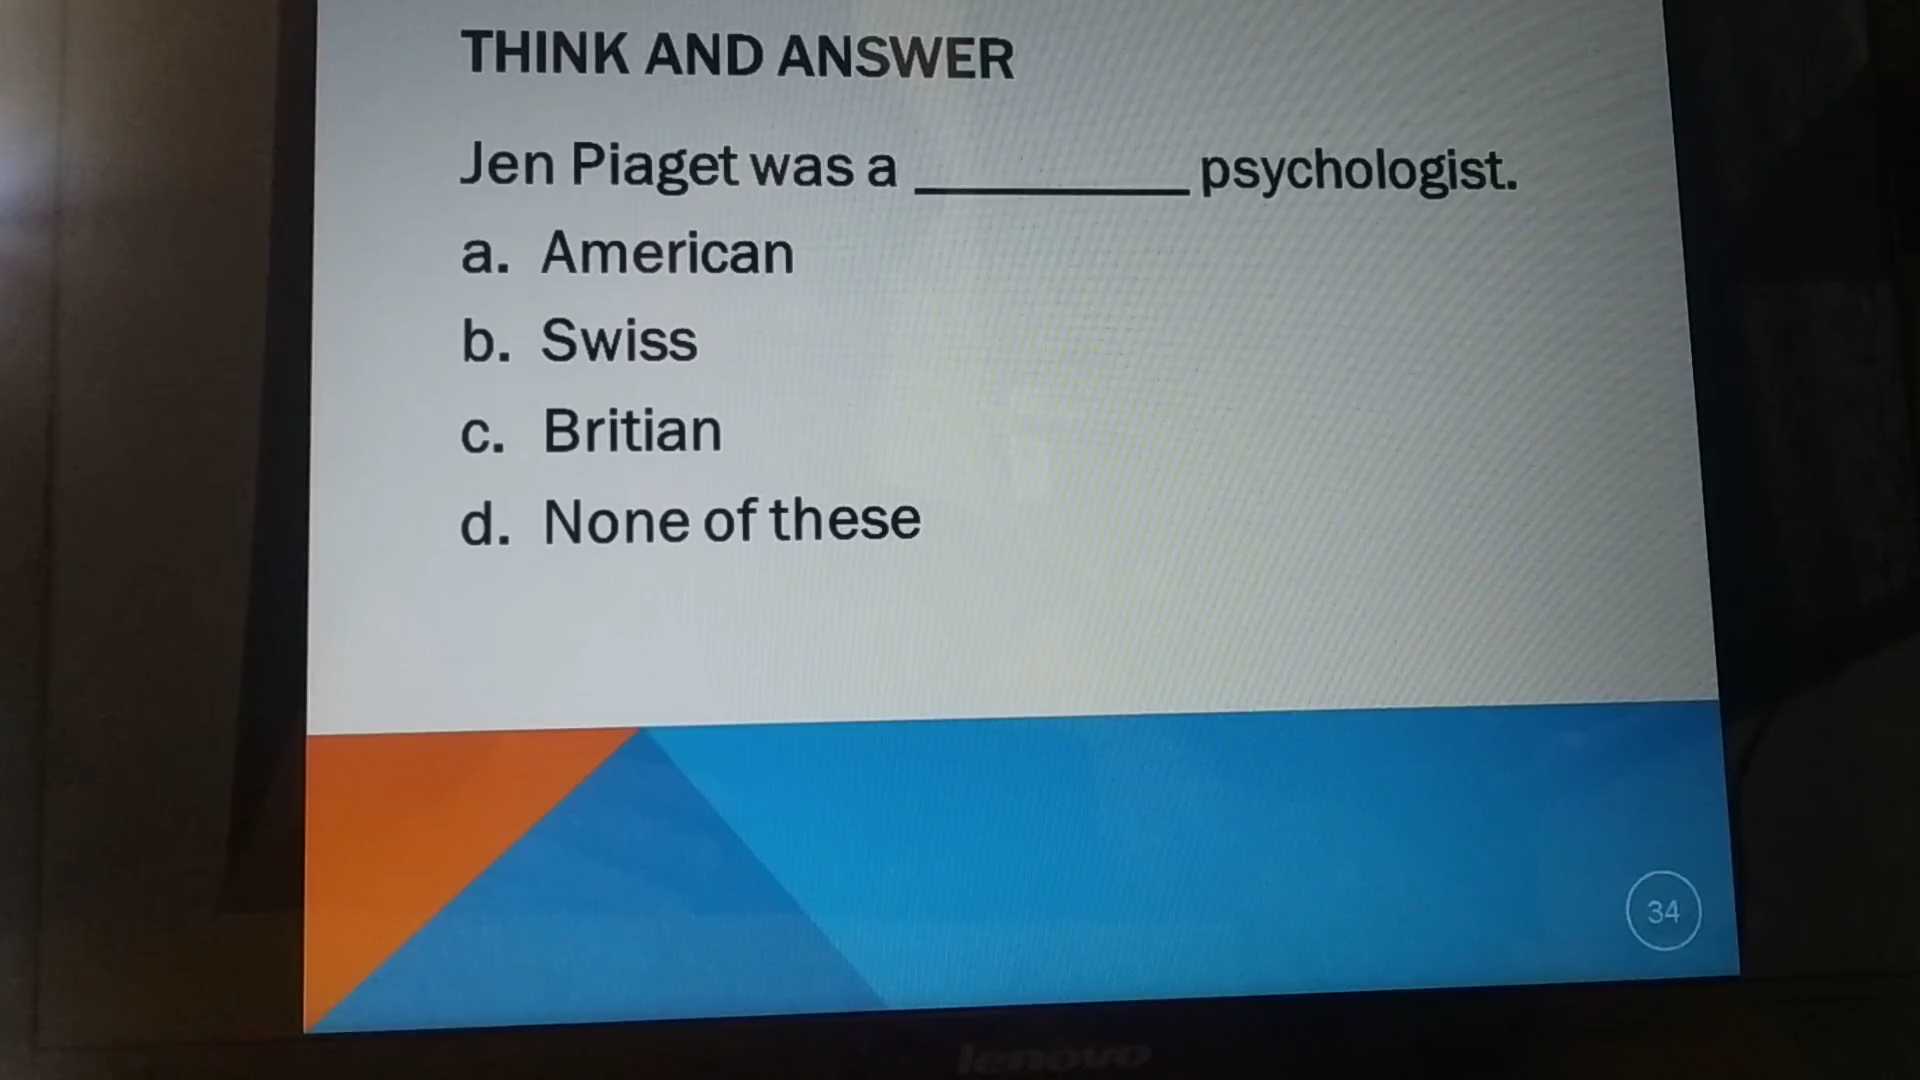 THINK AND ANSWER
Jen Piaget was a __________ psychologist.
a. American
b. Swiss
c. Britian
d. None of these
34
lenovo